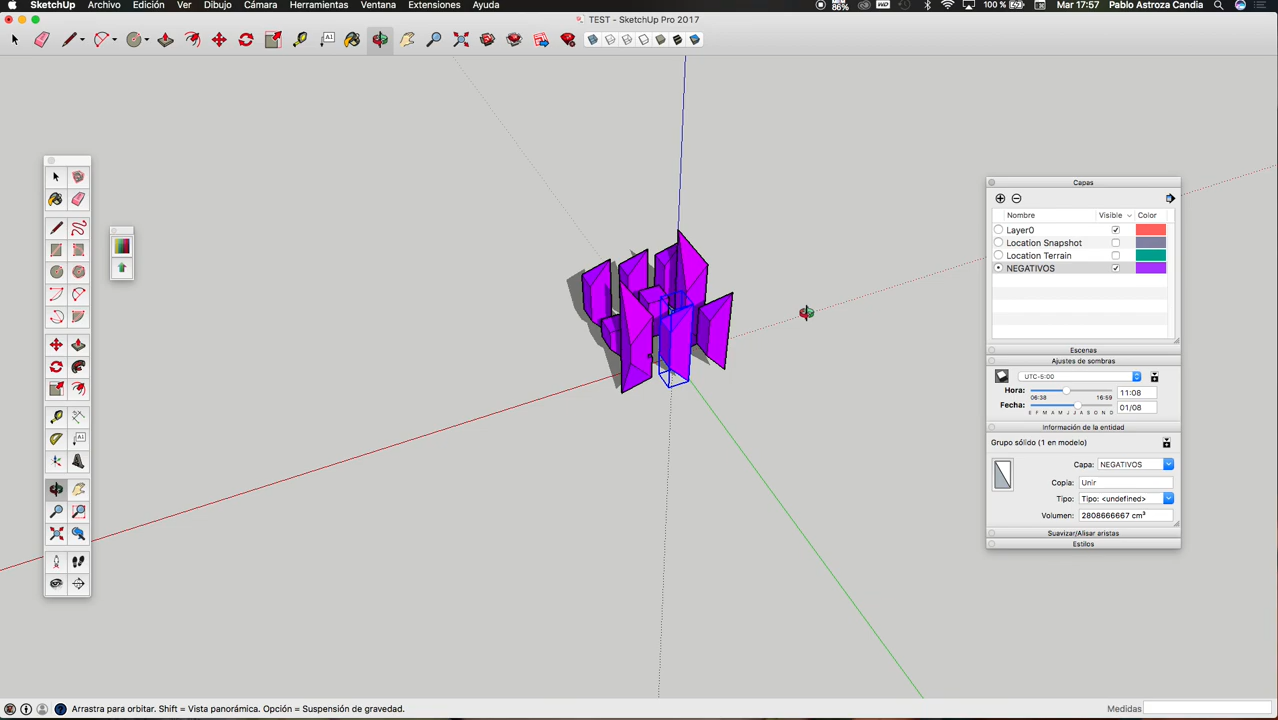 SketchUp Archivo Edición Ver Dibujo Cámara Herramientas Ventana Extensiones Ayuda 86% WD 100 % Mar 17:57 Pablo Astroza Candia
TEST - SketchUp Pro 2017
A1
Capas
Nombre Visible Color
Layer0
Location Snapshot
Location Terrain
NEGATIVOS
Escenas
Ajustes de sombras
UTC-5:00
Hora: 06:38 16:59 11:08
Fecha: E F M A M J J A S O N D 01/08
Información de la entidad
Grupo sólido (1 en modelo)
Capa: NEGATIVOS
Copia: Unir
Tipo: Tipo: <undefined>
Volumen: 2808666667 cm³
Suavizar/Alisar aristas
Estilos
A1
Arrastra para orbitar. Shift = Vista panorámica. Opción = Suspensión de gravedad. Medidas